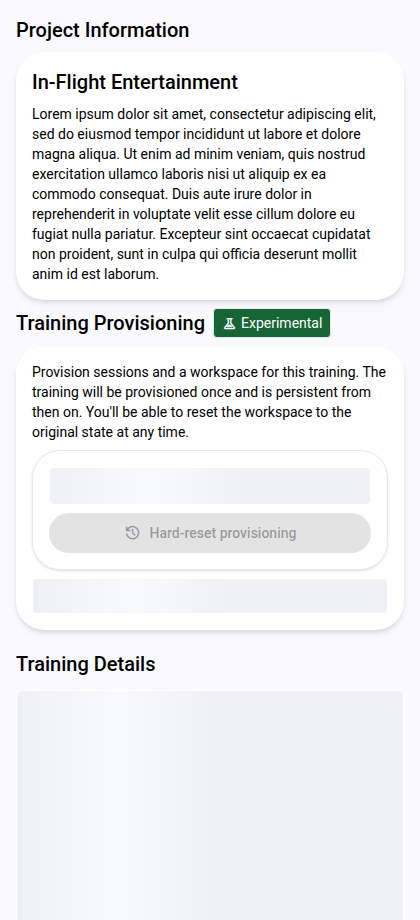 Project Information
In-Flight Entertainment
Lorem ipsum dolor sit amet, consectetur adipiscing elit,
sed do eiusmod tempor incididunt ut labore et dolore
magna aliqua. Ut enim ad minim veniam, quis nostrud
exercitation ullamco laboris nisi ut aliquip ex ea
commodo consequat. Duis aute irure dolor in
reprehenderit in voluptate velit esse cillum dolore eu
fugiat nulla pariatur. Excepteur sint occaecat cupidatat
non proident, sunt in culpa qui officia deserunt mollit
anim id est laborum.
Training Provisioning Experimental
Provision sessions and a workspace for this training. The
training will be provisioned once and is persistent from
then on. You'll be able to reset the workspace to the
original state at any time.
Hard-reset provisioning
Training Details